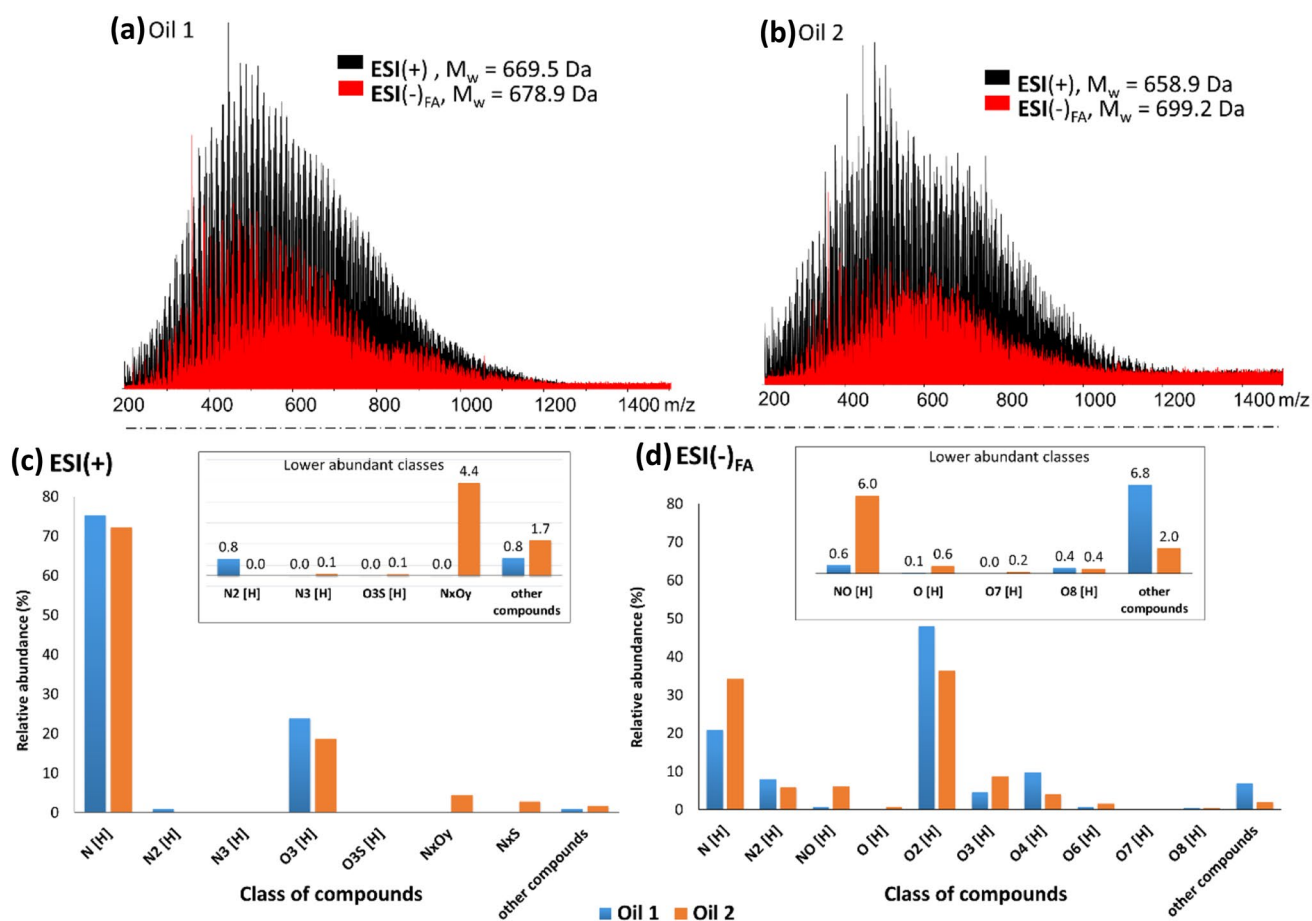 (a) Oil 1
ESI(+) , Mw = 669.5 Da
ESI(-)FA, Mw = 678.9 Da
200 400 600 800 1000 1200 1400 m/z
(b) Oil 2
ESI(+), Mw = 658.9 Da
ESI(-)FA, Mw = 699.2 Da
200 400 600 800 1000 1200 1400 m/z
(c) ESI(+)
Lower abundant classes
0.8 0.0 0.0 0.1 0.0 0.1 0.0 4.4 0.8 1.7
N2 [H] N3 [H] O3S [H] NxOy other
compounds
Relative abundance (%)
80
70
60
50
40
30
20
10
0
N [H] N2 [H] N3 [H] O3 [H] O3S [H] NxOy NxS other compounds
Class of compounds
(d) ESI(-)FA
Lower abundant classes
0.6 6.0 0.1 0.6 0.0 0.2 0.4 0.4 6.8 2.0
NO [H] O [H] O7 [H] O8 [H] other
compounds
Relative abundance (%)
80
70
60
50
40
30
20
10
0
N [H] N2 [H] NO [H] O [H] O2 [H] O3 [H] O4 [H] O6 [H] O7 [H] O8 [H] other compounds
Class of compounds
Oil 1 Oil 2